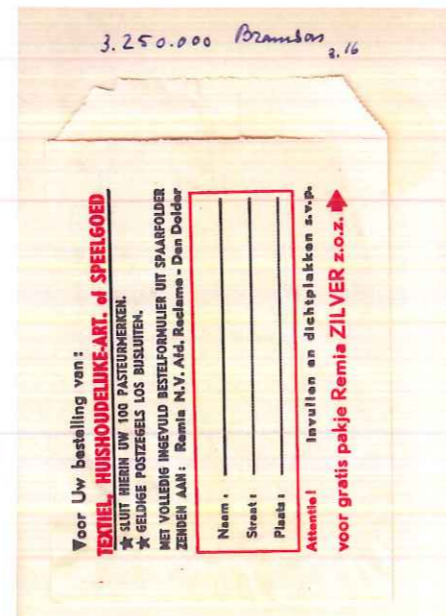 3.250.000
3.16
Voor Uw bestelling van :
TEXTIEL, HUISHOUDELIJKE-ART. of SPEELGOED
★ SLUIT HIERIN UW 100 PASTEURMERKEN.
★ GELDIGE POSTZEGELS LOS BIJSLUITEN.
MET VOLLEDIG INGEVULD BESTELFORMULIER UIT SPAARFOLDER
ZENDEN AAN : Remia N.V. Afd. Reclame - Den Dolder
Naam :
Straat :
Plaats :
Attentie! Invullen en dichtplakken s.v.p.
voor gratis pakje Remia ZILVER z.o.z.